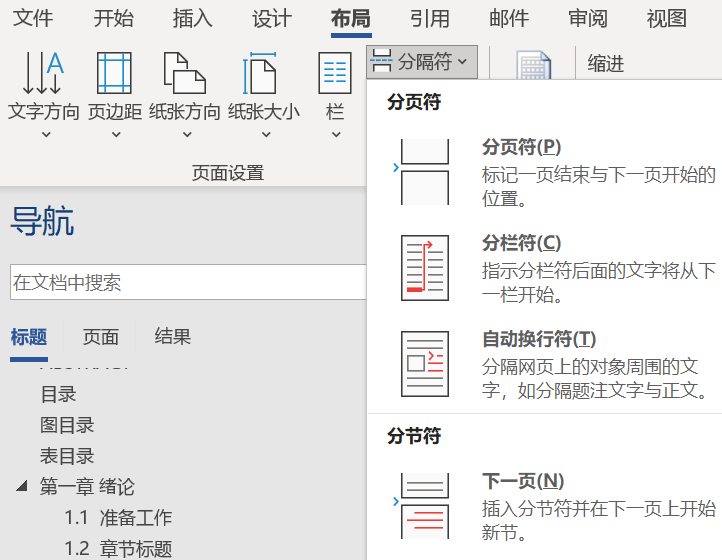 文件 开始 插入 设计 布局 引用 邮件 审阅 视图
文字方向 页边距 纸张方向 纸张大小 栏 分隔符 缩进
页面设置
导航
在文档中搜索
标题 页面 结果
目录
图目录
表目录
第一章 绪论
1.1 准备工作
1.2 章节标题
分页符
分页符(P)
标记一页结束与下一页开始的
位置。
分栏符(C)
指示分栏符后面的文字将从下
一栏开始。
自动换行符(T)
分隔网页上的对象周围的文
字，如分隔题注文字与正文。
分节符
下一页(N)
插入分节符并在下一页上开始
新节。